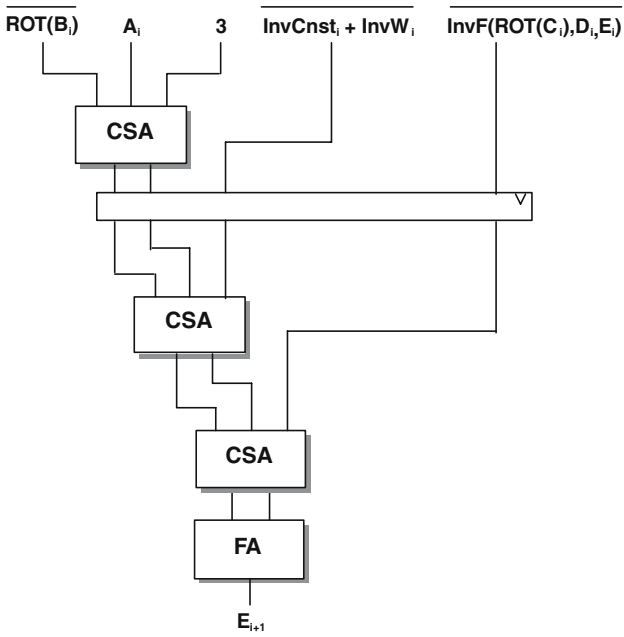 ROT(Bᵢ) Aᵢ 3 InvCnstᵢ + InvWᵢ InvF(ROT(Cᵢ),Dᵢ,Eᵢ)
CSA
CSA
CSA
FA
Eᵢ₊₁